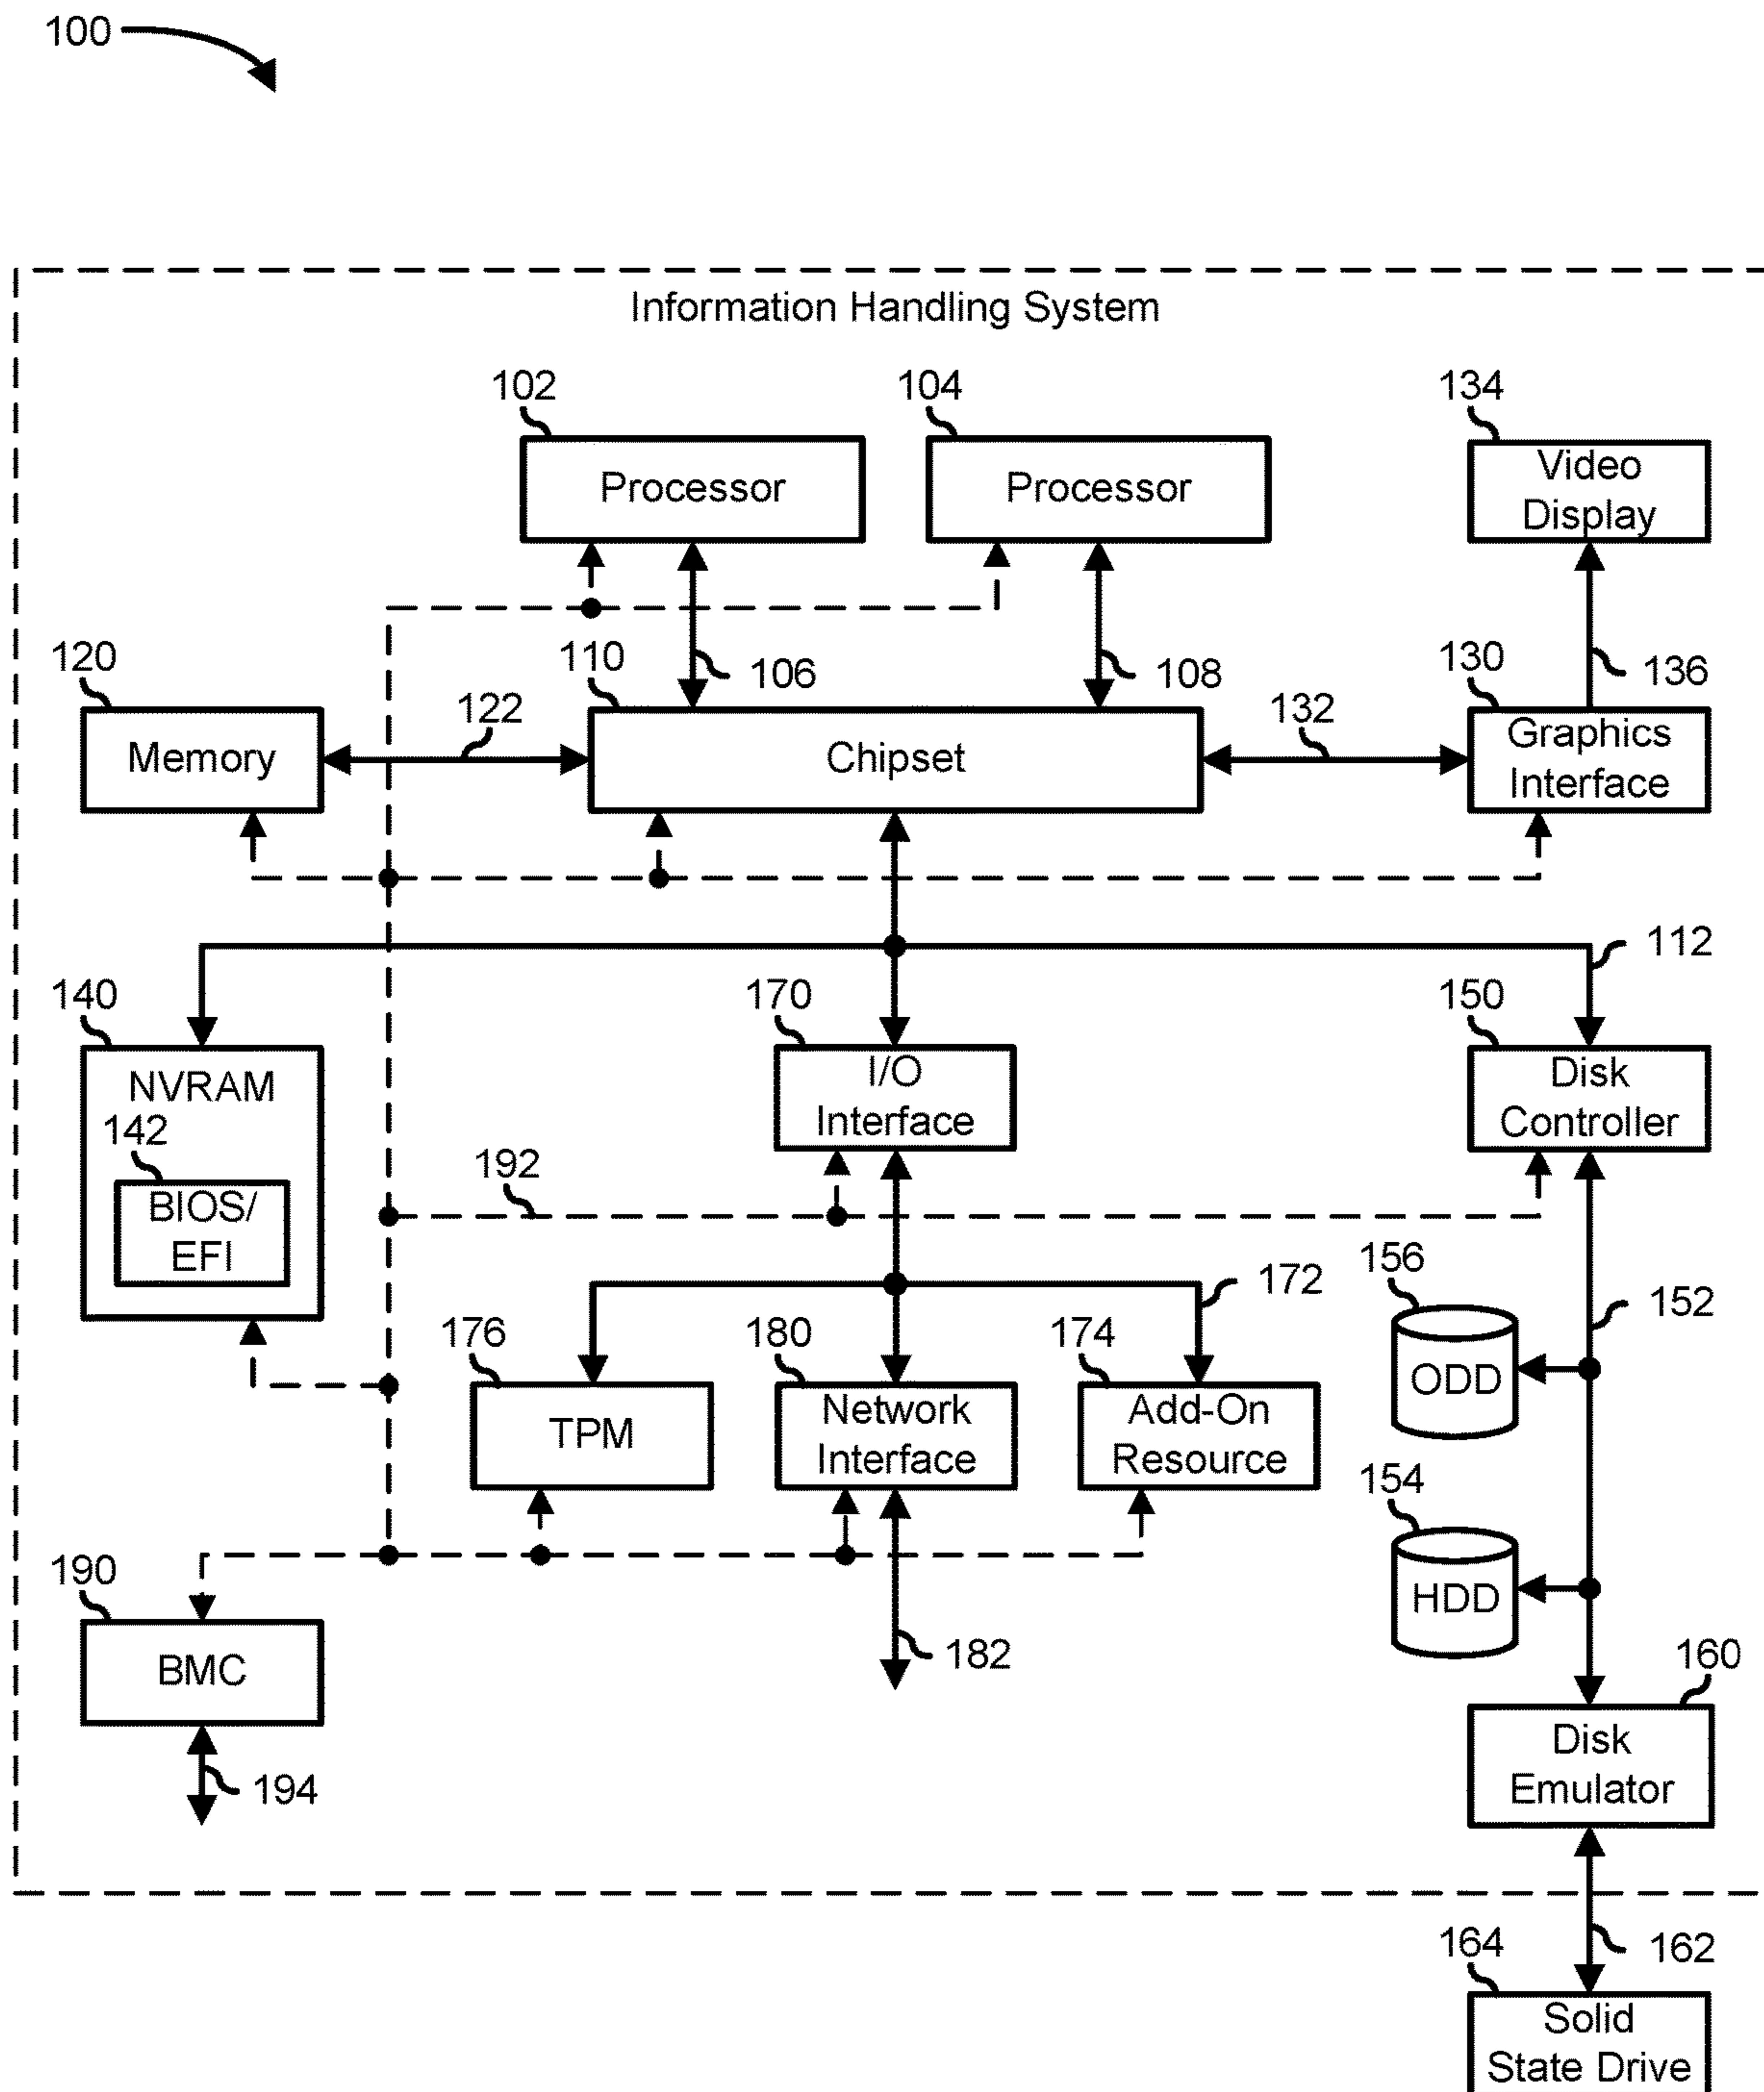 100
Information Handling System
102
104
134
Processor
Processor
Video
Display
120
110
106
108
130
136
122
132
Memory
Chipset
Graphics
Interface
112
140
170
150
NVRAM
I/O
Interface
Disk
Controller
142
BIOS/
EFI
192
156
172
152
176
180
174
ODD
TPM
Network
Interface
Add-On
Resource
154
HDD
190
182
160
BMC
Disk
Emulator
194
164
162
Solid
State Drive